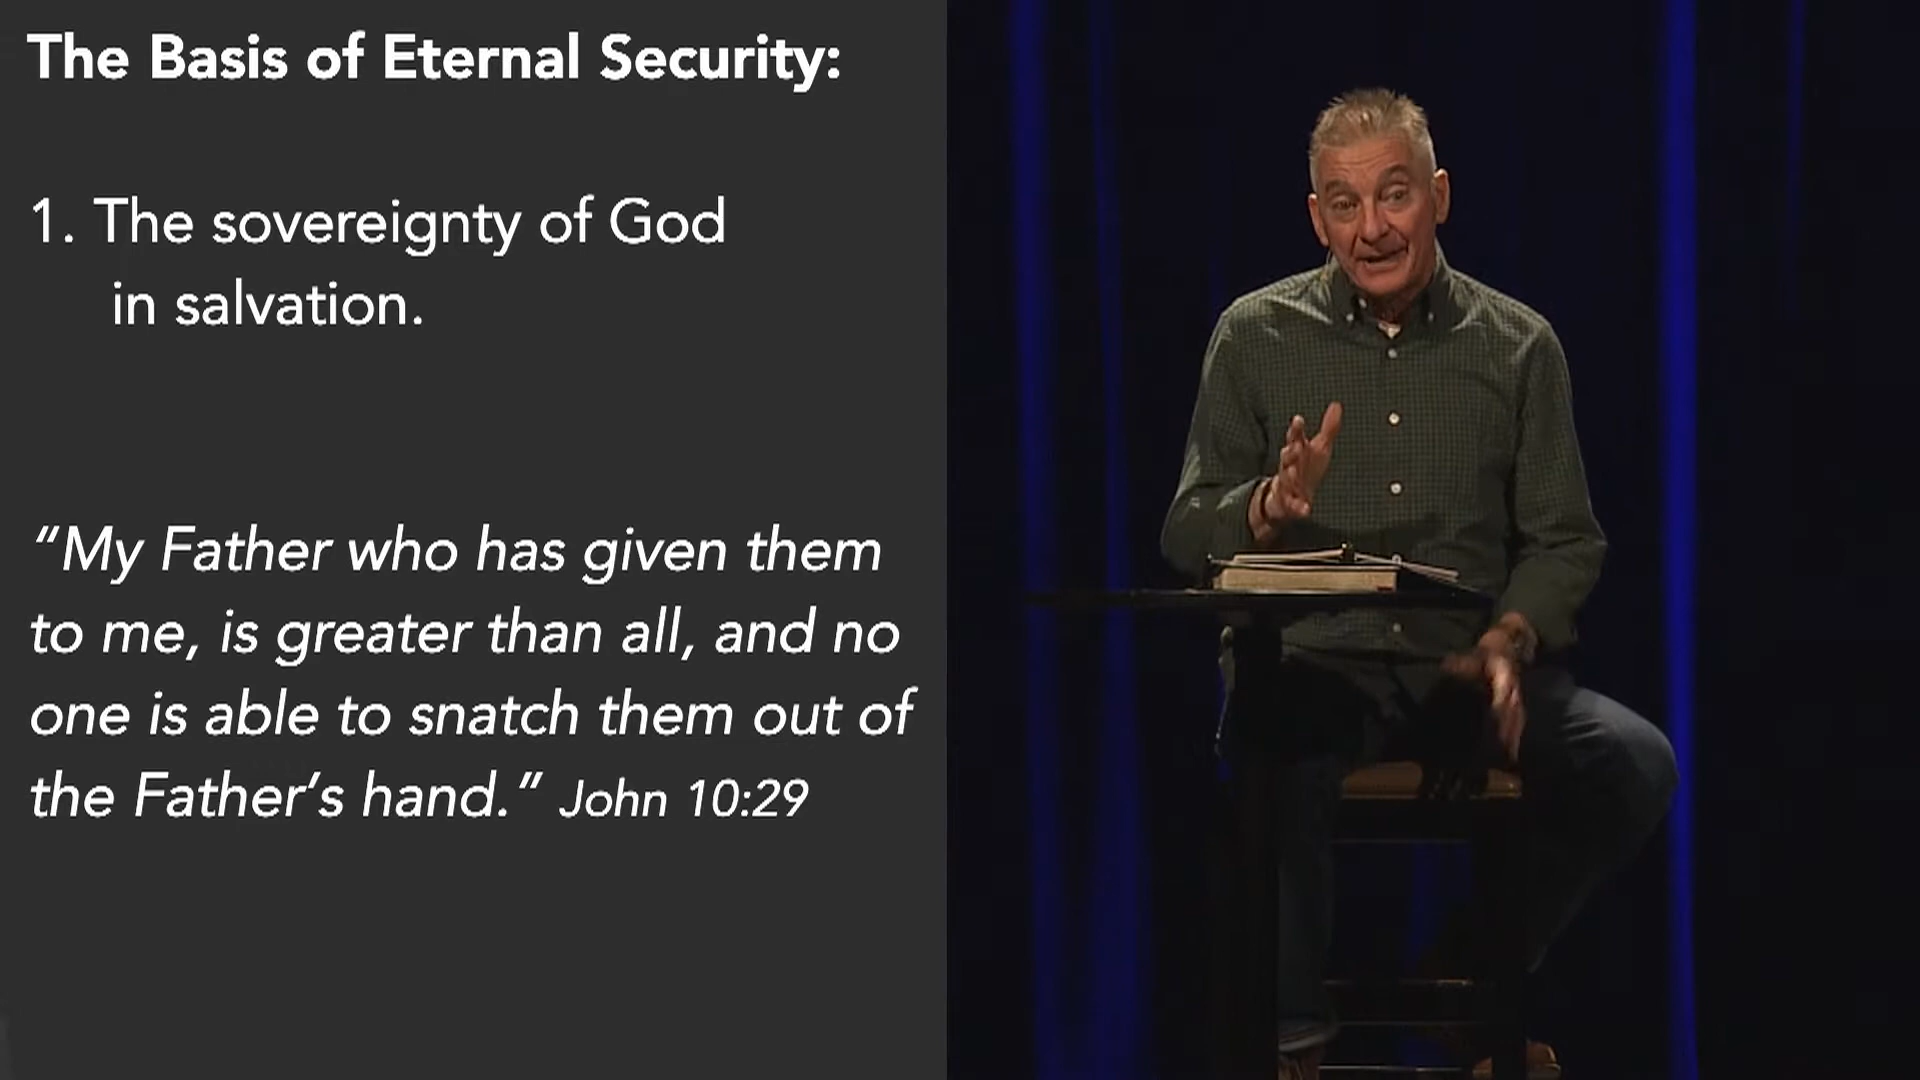 The Basis of Eternal Security:
1. The sovereignty of God
in salvation.
“My Father who has given them
to me, is greater than all, and no
one is able to snatch them out of
the Father’s hand.” John 10:29